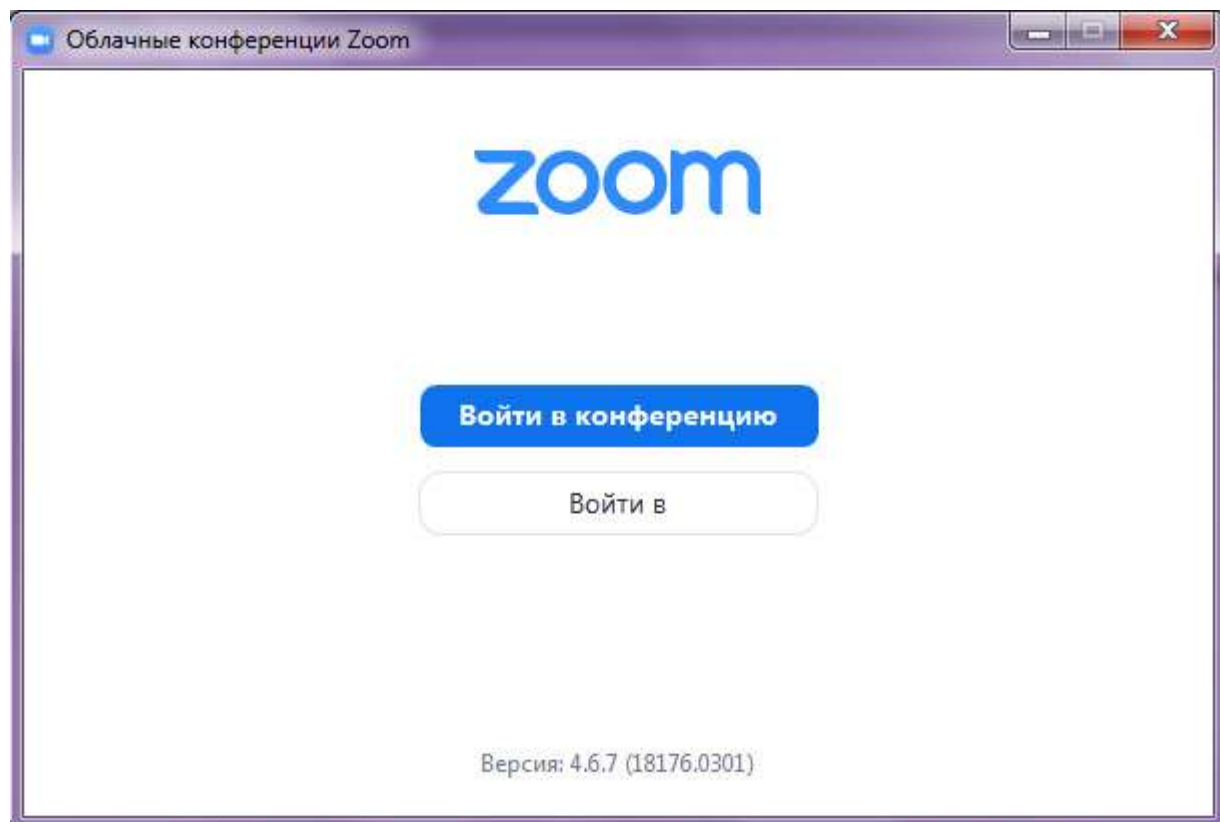 Облачные конференции Zoom
zoom
Войти в конференцию
Войти в
Версия: 4.6.7 (18176.0301)